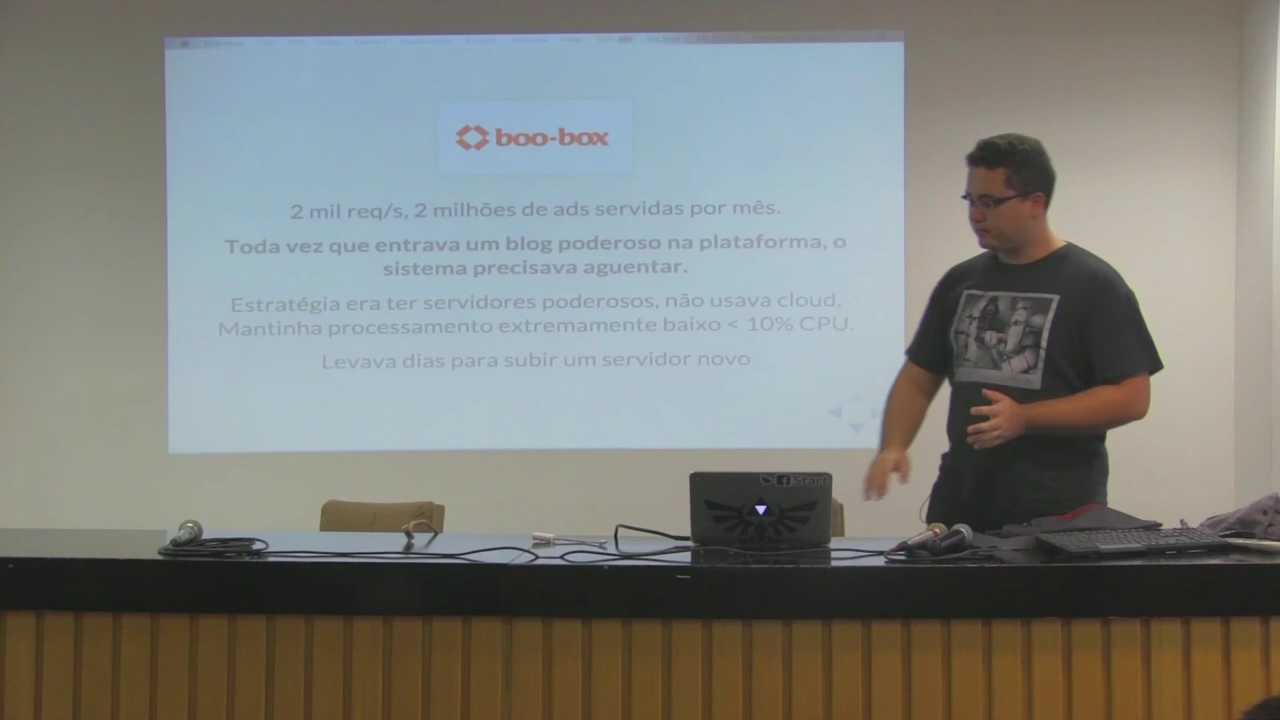 boo-box
2 mil req/s, 2 milhões de ads servidas por mês.
Toda vez que entrava um blog poderoso na plataforma, o
sistema precisava aguentar.
Estratégia era ter servidores poderosos, não usava cloud.
Mantinha processamento extremamente baixo < 10% CPU.
Levava dias para subir um servidor novo
Start